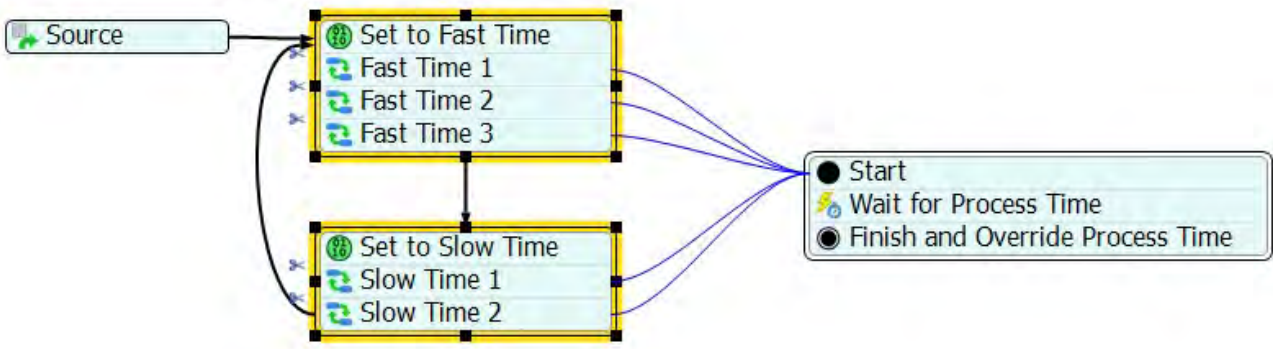 Source
Set to Fast Time
Fast Time 1
Fast Time 2
Fast Time 3
Set to Slow Time
Slow Time 1
Slow Time 2
Start
Wait for Process Time
Finish and Override Process Time